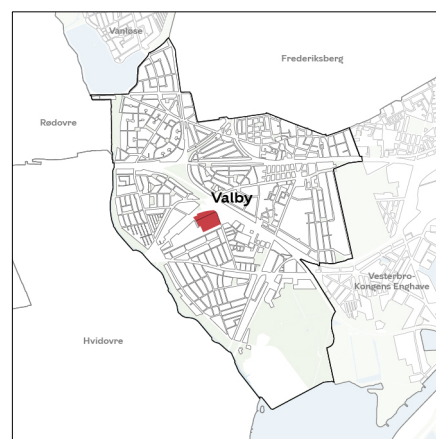 Vanløse
Frederiksberg
Rødovre
Valby
Vesterbro-
Kongens Enghave
Hvidovre